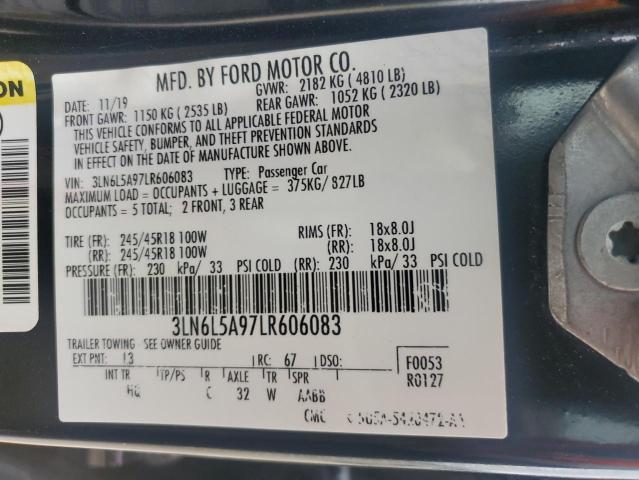 ON
MFD. BY FORD MOTOR CO.
DATE: 11/19 GVWR: 2182 KG ( 4810 LB)
FRONT GAWR: 1150 KG ( 2535 LB) REAR GAWR: 1052 KG ( 2320 LB)
THIS VEHICLE CONFORMS TO ALL APPLICABLE FEDERAL MOTOR
VEHICLE SAFETY, BUMPER, AND THEFT PREVENTION STANDARDS
IN EFFECT ON THE DATE OF MANUFACTURE SHOWN ABOVE.
VIN: 3LN6L5A97LR606083 TYPE: Passenger Car
MAXIMUM LOAD = OCCUPANTS + LUGGAGE = 375KG/ 827LB
OCCUPANTS = 5 TOTAL; 2 FRONT, 3 REAR
TIRE (FR): 245/45R18 100W RIMS (FR): 18x8.0J
(RR): 245/45R18 100W (RR): 18x8.0J
PRESSURE (FR): 230 kPa/ 33 PSI COLD (RR): 230 kPa/ 33 PSI COLD
3LN6L5A97LR606083
TRAILER TOWING SEE OWNER GUIDE
EXT PNT: J3 RC: 67 DSO: F0053
INT TR TP/PS R AXLE TR SPR R0127
HQ C 32 W AABB
CMC